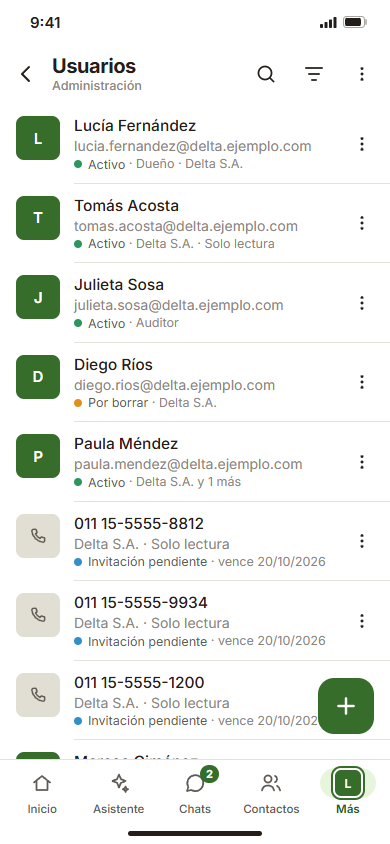 9:41
Usuarios
Administración
L
Lucía Fernández
lucia.fernandez@delta.ejemplo.com
Activo · Dueño · Delta S.A.
T
Tomás Acosta
tomas.acosta@delta.ejemplo.com
Activo · Delta S.A. · Solo lectura
J
Julieta Sosa
julieta.sosa@delta.ejemplo.com
Activo · Auditor
D
Diego Ríos
diego.rios@delta.ejemplo.com
Por borrar · Delta S.A.
P
Paula Méndez
paula.mendez@delta.ejemplo.com
Activo · Delta S.A. y 1 más
011 15-5555-8812
Delta S.A. · Solo lectura
Invitación pendiente · vence 20/10/2026
011 15-5555-9934
Delta S.A. · Solo lectura
Invitación pendiente · vence 20/10/2026
011 15-5555-1200
Delta S.A. · Solo lectura
Invitación pendiente · vence 20/10/202
2
L
Inicio
Asistente
Chats
Contactos
Más